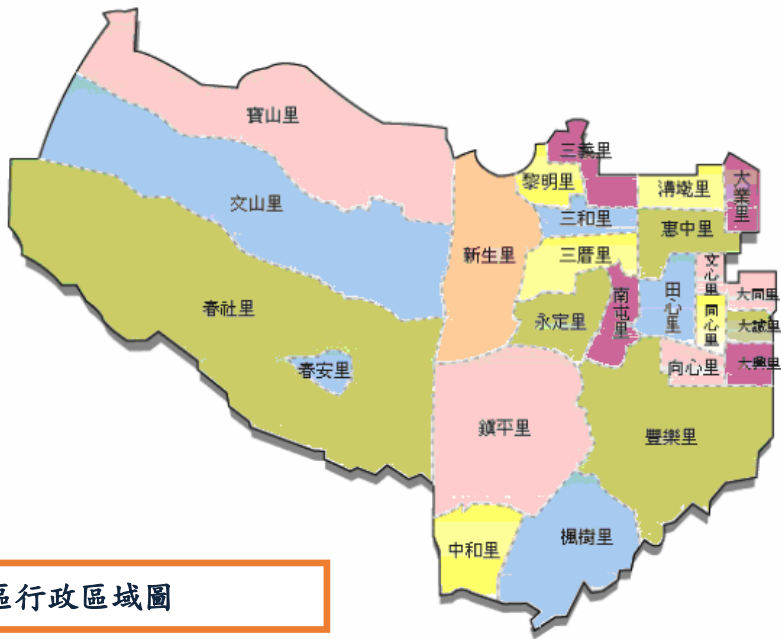 寶山里
三義里
黎明里
溝墘里
大業里
文山里
三和里
惠中里
新生里
三厝里
文心里
田心里
大同里
南屯里
春社里
同心里
永定里
大誠里
春安里
向心里
大興里
鎮平里
豐樂里
楓樹里
中和里
區行政區域圖